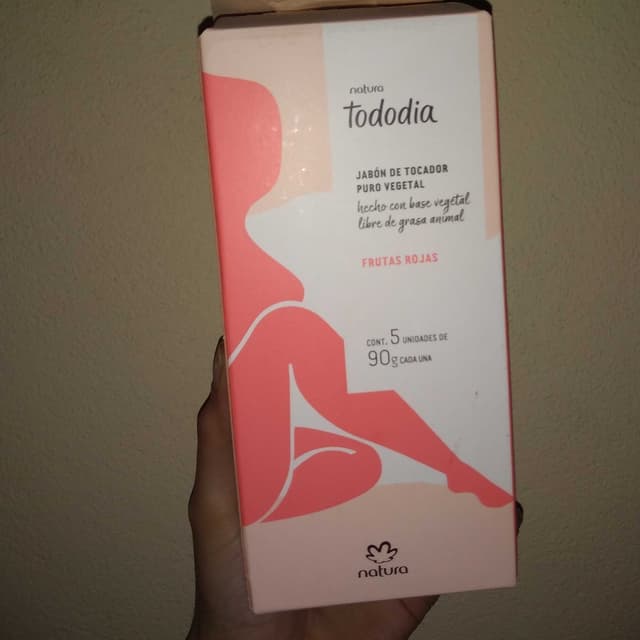 natura
Tododia
JABÓN DE TOCADOR
PURO VEGETAL
hecho con base vegetal
libre de grasa animal
FRUTAS ROJAS
CONT. 5 UNIDADES DE
90g CADA UNA
natura